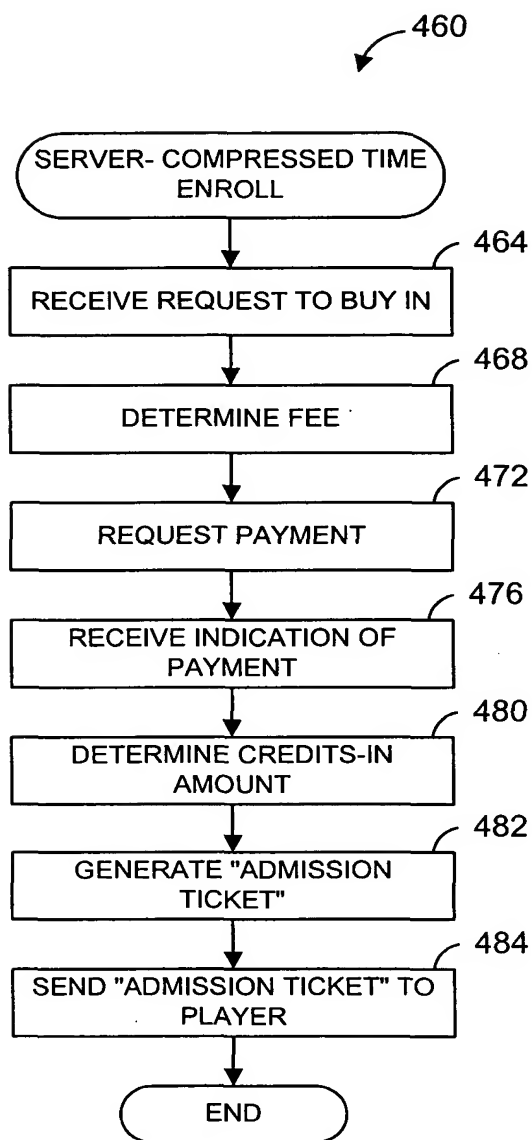 460
SERVER- COMPRESSED TIME
ENROLL
464
RECEIVE REQUEST TO BUY IN
468
DETERMINE FEE
472
REQUEST PAYMENT
476
RECEIVE INDICATION OF
PAYMENT
480
DETERMINE CREDITS-IN
AMOUNT
482
GENERATE "ADMISSION
TICKET"
484
SEND "ADMISSION TICKET" TO
PLAYER
END